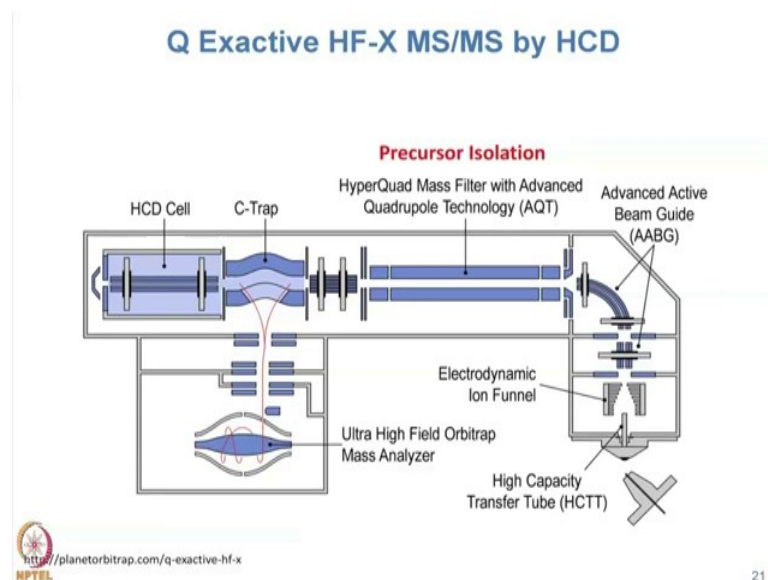 Q Exactive HF-X MS/MS by HCD
Precursor Isolation
HyperQuad Mass Filter with Advanced
Quadrupole Technology (AQT)
Advanced Active
Beam Guide
(AABG)
HCD Cell
C-Trap
Electrodynamic
Ion Funnel
Ultra High Field Orbitrap
Mass Analyzer
High Capacity
Transfer Tube (HCTT)
http://planetorbitrap.com/q-exactive-hf-x
NPTEL
21